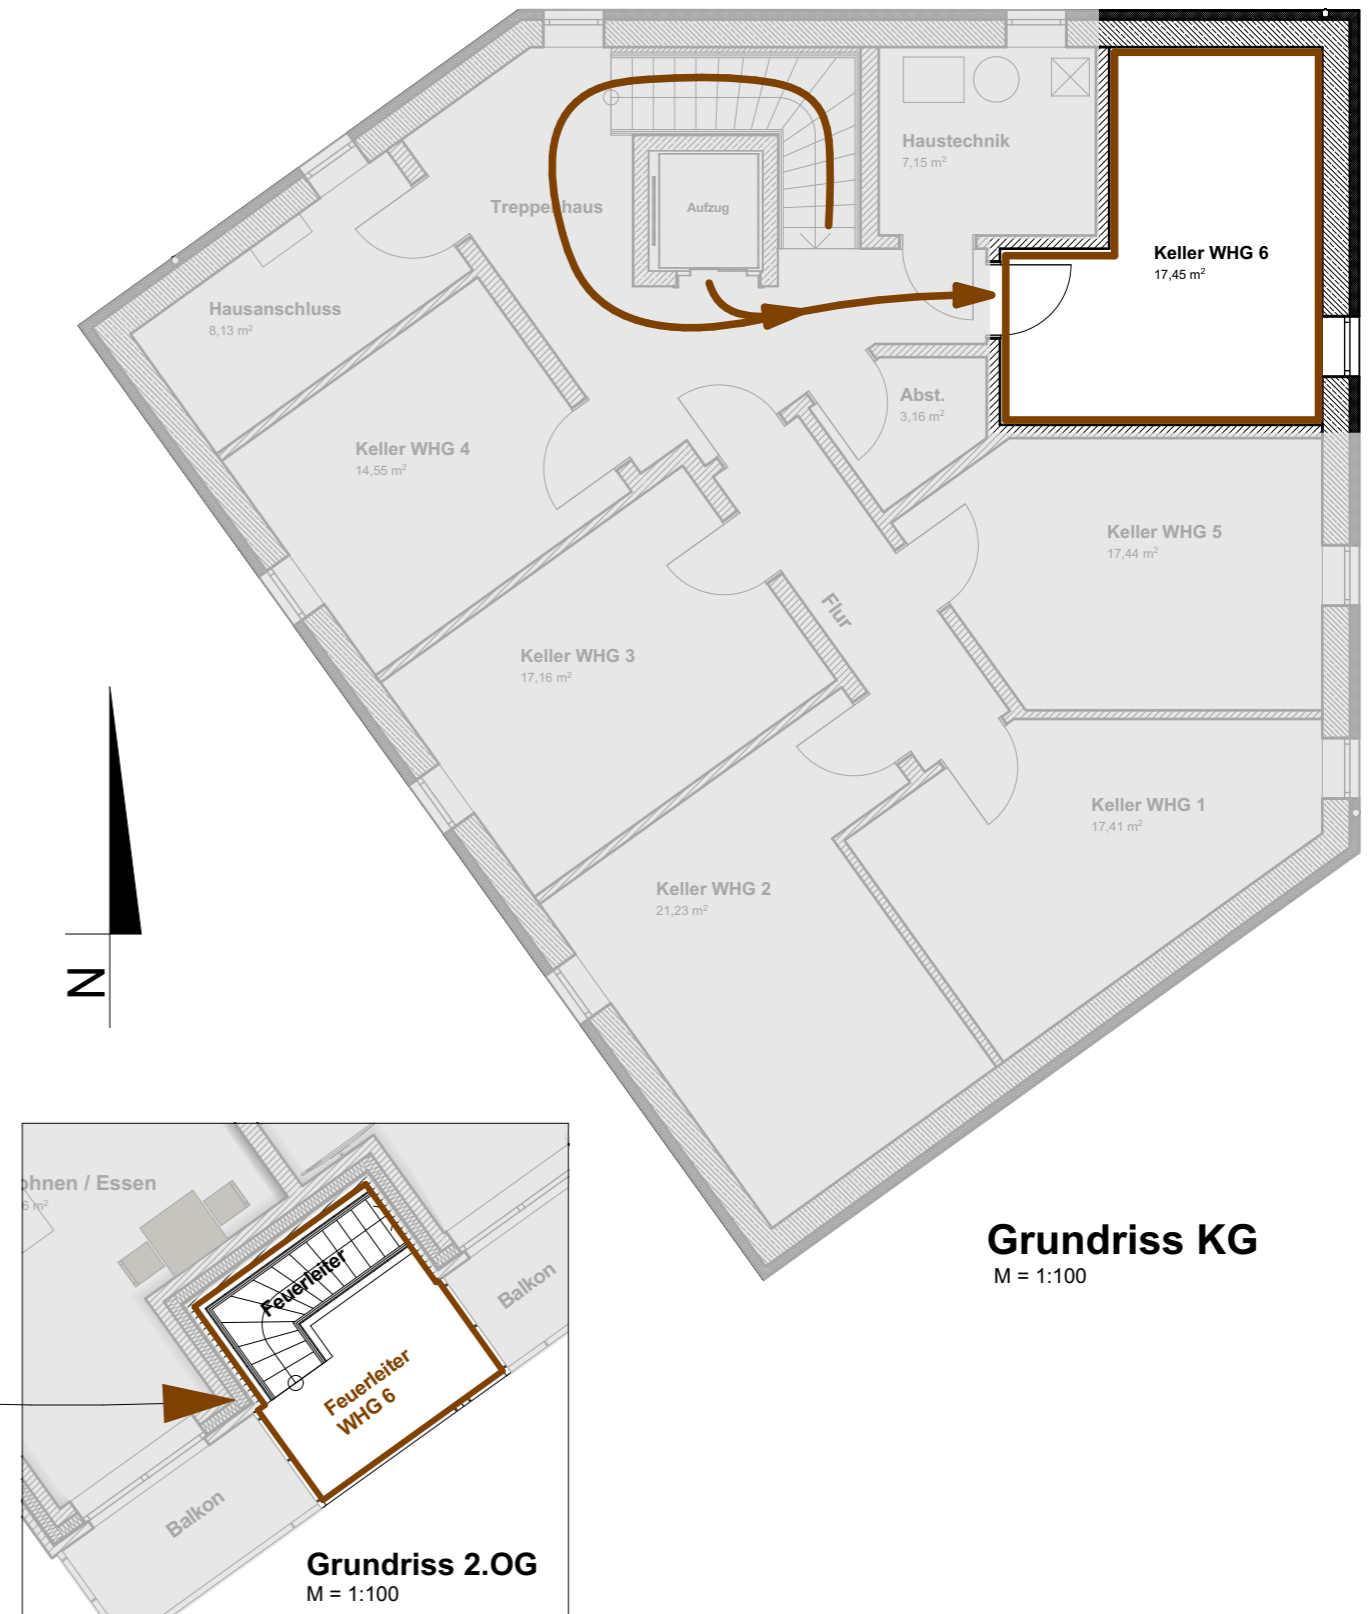 Haustechnik
7,15 m²
Treppenhaus
Aufzug
Keller WHG 6
17,45 m²
Hausanschluss
8,13 m²
Abst.
3,16 m²
Keller WHG 4
14,55 m²
Keller WHG 5
17,44 m²
Flur
Keller WHG 3
17,16 m²
Keller WHG 1
17,41 m²
Keller WHG 2
21,23 m²
N
Grundriss KG
M = 1:100
ohnen / Essen
6 m²
Feuerleiter
Balkon
Feuerleiter
WHG 6
Balkon
Grundriss 2.OG
M = 1:100